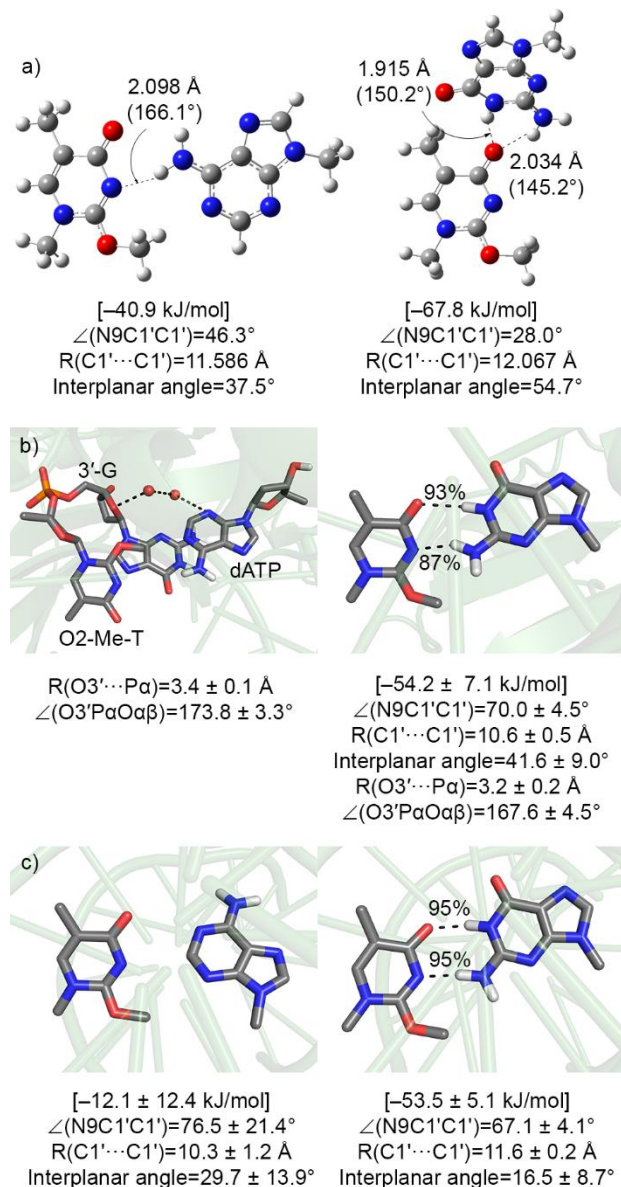 a)
2.098 Å
(166.1°)
1.915 Å
(150.2°)
2.034 Å
(145.2°)
[–40.9 kJ/mol]
∠(N9C1'C1')=46.3°
R(C1'···C1')=11.586 Å
Interplanar angle=37.5°
[–67.8 kJ/mol]
∠(N9C1'C1')=28.0°
R(C1'···C1')=12.067 Å
Interplanar angle=54.7°
b)
3′-G
dATP
O2-Me-T
93%
87%
R(O3′···Pα)=3.4 ± 0.1 Å
∠(O3′PαOαβ)=173.8 ± 3.3°
[–54.2 ± 7.1 kJ/mol]
∠(N9C1'C1')=70.0 ± 4.5°
R(C1'···C1')=10.6 ± 0.5 Å
Interplanar angle=41.6 ± 9.0°
R(O3′···Pα)=3.2 ± 0.2 Å
∠(O3′PαOαβ)=167.6 ± 4.5°
c)
95%
95%
[–12.1 ± 12.4 kJ/mol]
∠(N9C1'C1')=76.5 ± 21.4°
R(C1'···C1')=10.3 ± 1.2 Å
Interplanar angle=29.7 ± 13.9°
[–53.5 ± 5.1 kJ/mol]
∠(N9C1'C1')=67.1 ± 4.1°
R(C1'···C1')=11.6 ± 0.2 Å
Interplanar angle=16.5 ± 8.7°